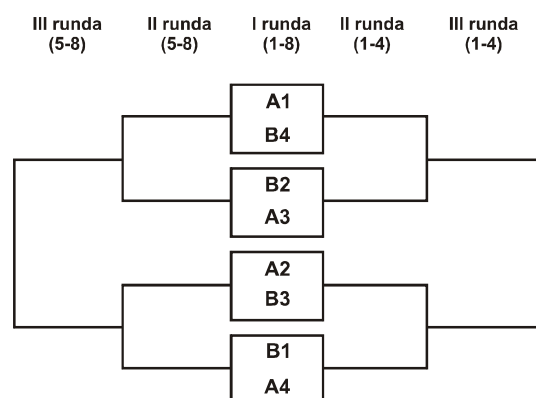 III runda II runda I runda II runda III runda
(5-8) (5-8) (1-8) (1-4) (1-4)
A1
B4
B2
A3
A2
B3
B1
A4